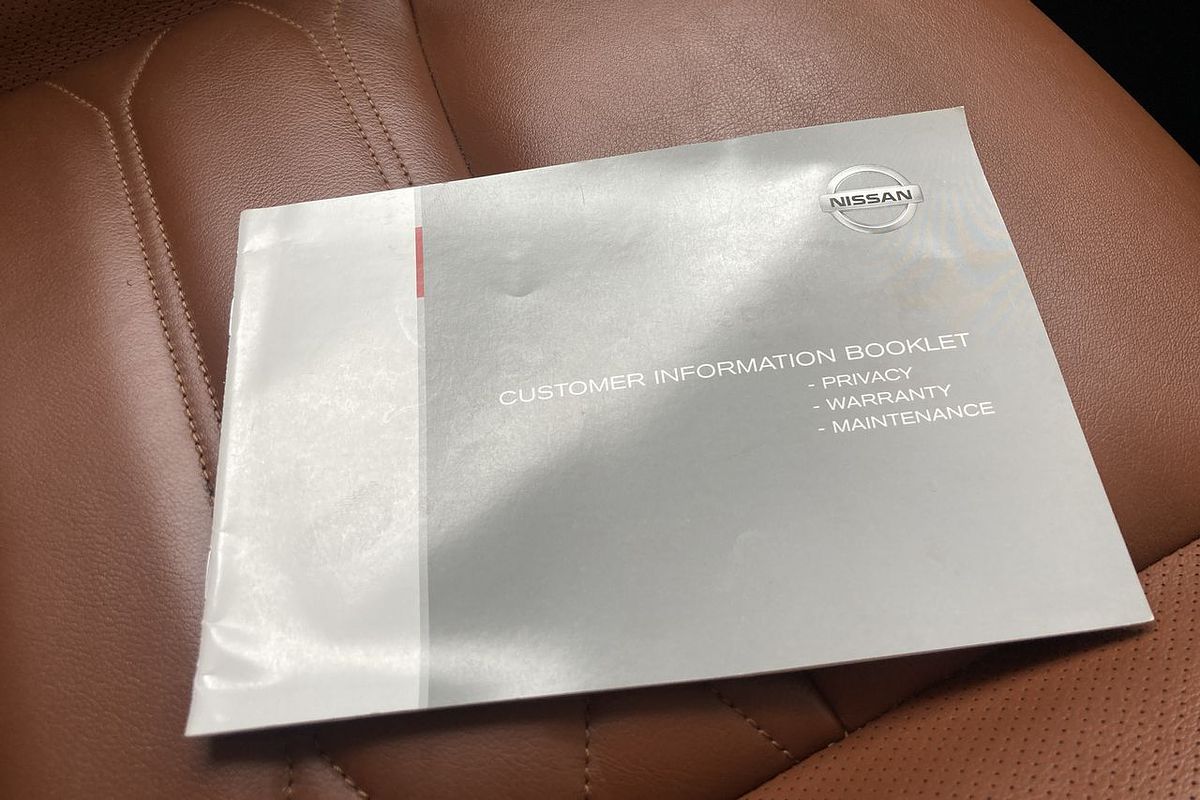 NISSAN
CUSTOMER INFORMATION BOOKLET
- PRIVACY
- WARRANTY
- MAINTENANCE